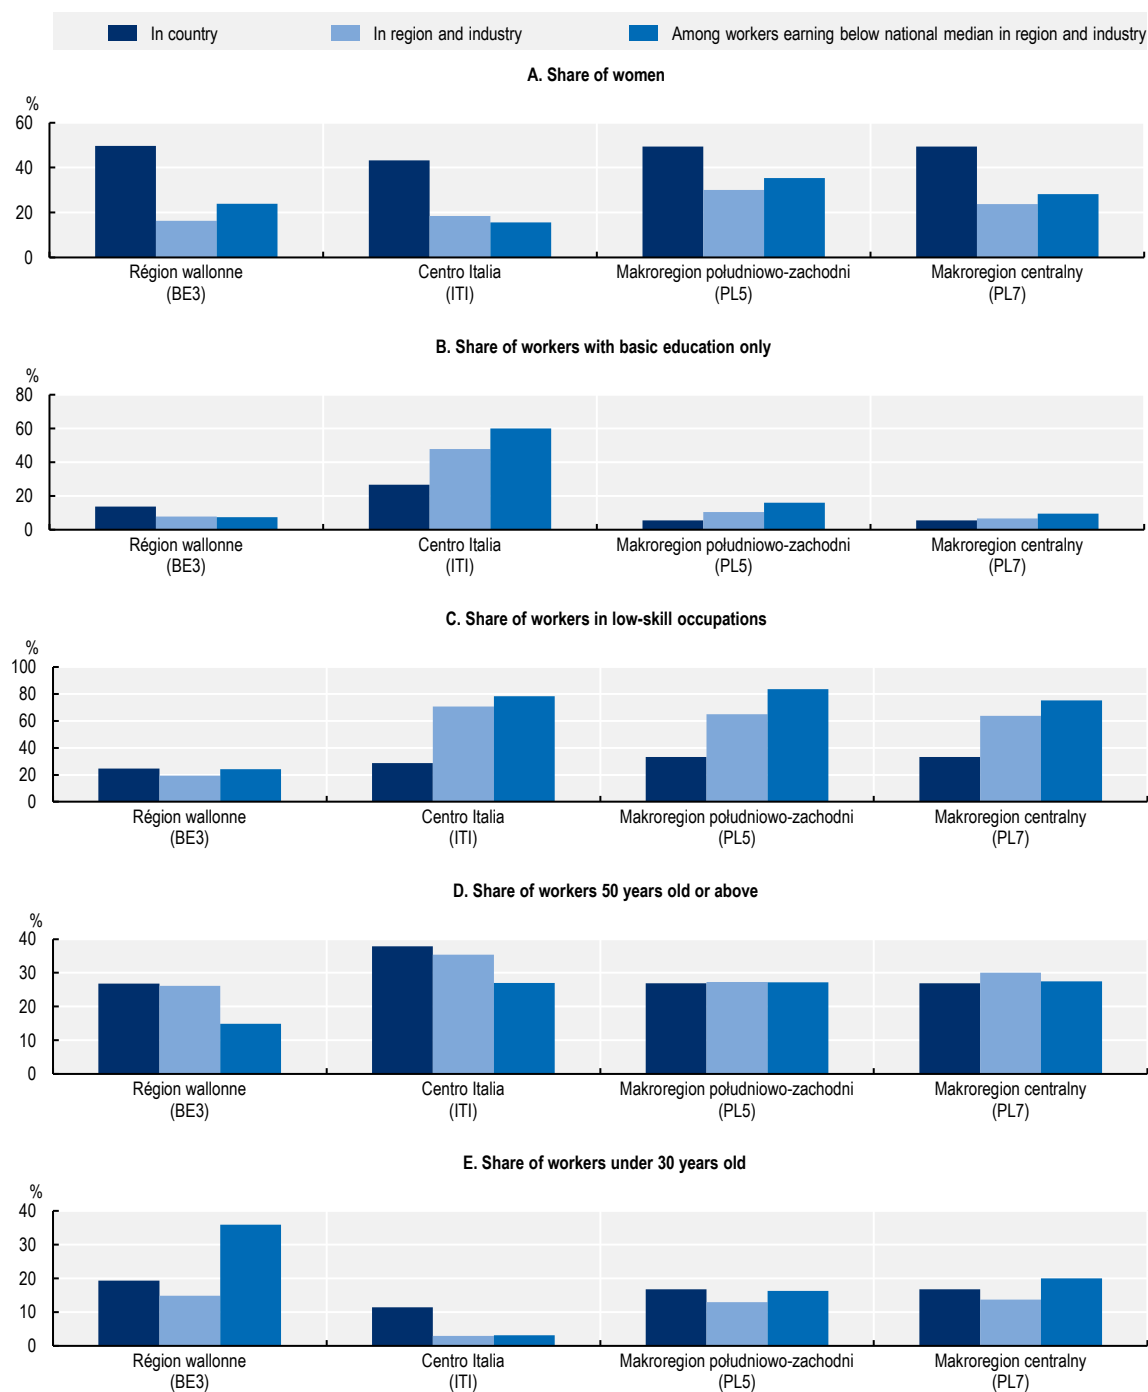 In country In region and industry Among workers earning below national median in region and industry
A. Share of women
%
60
40
20
0
Région wallonne Centro Italia Makroregion południowo-zachodni Makroregion centralny
(BE3) (ITI) (PL5) (PL7)
B. Share of workers with basic education only
%
80
60
40
20
0
Région wallonne Centro Italia Makroregion południowo-zachodni Makroregion centralny
(BE3) (ITI) (PL5) (PL7)
C. Share of workers in low-skill occupations
%
100
80
60
40
20
0
Région wallonne Centro Italia Makroregion południowo-zachodni Makroregion centralny
(BE3) (ITI) (PL5) (PL7)
D. Share of workers 50 years old or above
%
40
30
20
10
0
Région wallonne Centro Italia Makroregion południowo-zachodni Makroregion centralny
(BE3) (ITI) (PL5) (PL7)
E. Share of workers under 30 years old
%
40
30
20
10
0
Région wallonne Centro Italia Makroregion południowo-zachodni Makroregion centralny
(BE3) (ITI) (PL5) (PL7)